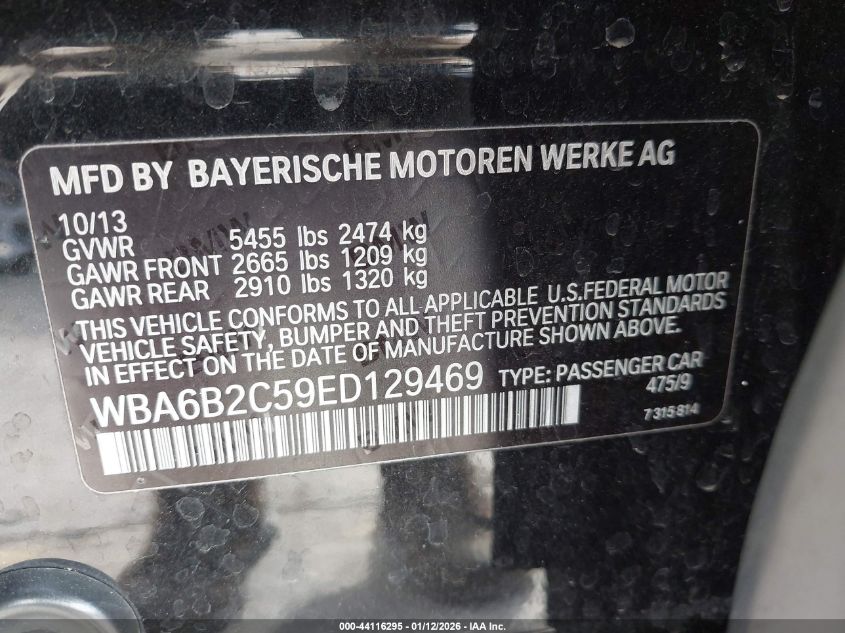 MFD BY BAYERISCHE MOTOREN WERKE AG
10/13
GVWR 5455 lbs 2474 kg
GAWR FRONT 2665 lbs 1209 kg
GAWR REAR 2910 lbs 1320 kg
THIS VEHICLE CONFORMS TO ALL APPLICABLE U.S.FEDERAL MOTOR
VEHICLE SAFETY, BUMPER AND THEFT PREVENTION STANDARDS
IN EFFECT ON THE DATE OF MANUFACTURE SHOWN ABOVE.
WBA6B2C59ED129469 TYPE: PASSENGER CAR
475/9
7 315 814
000-44116295 - 01/12/2026 - IAA Inc.